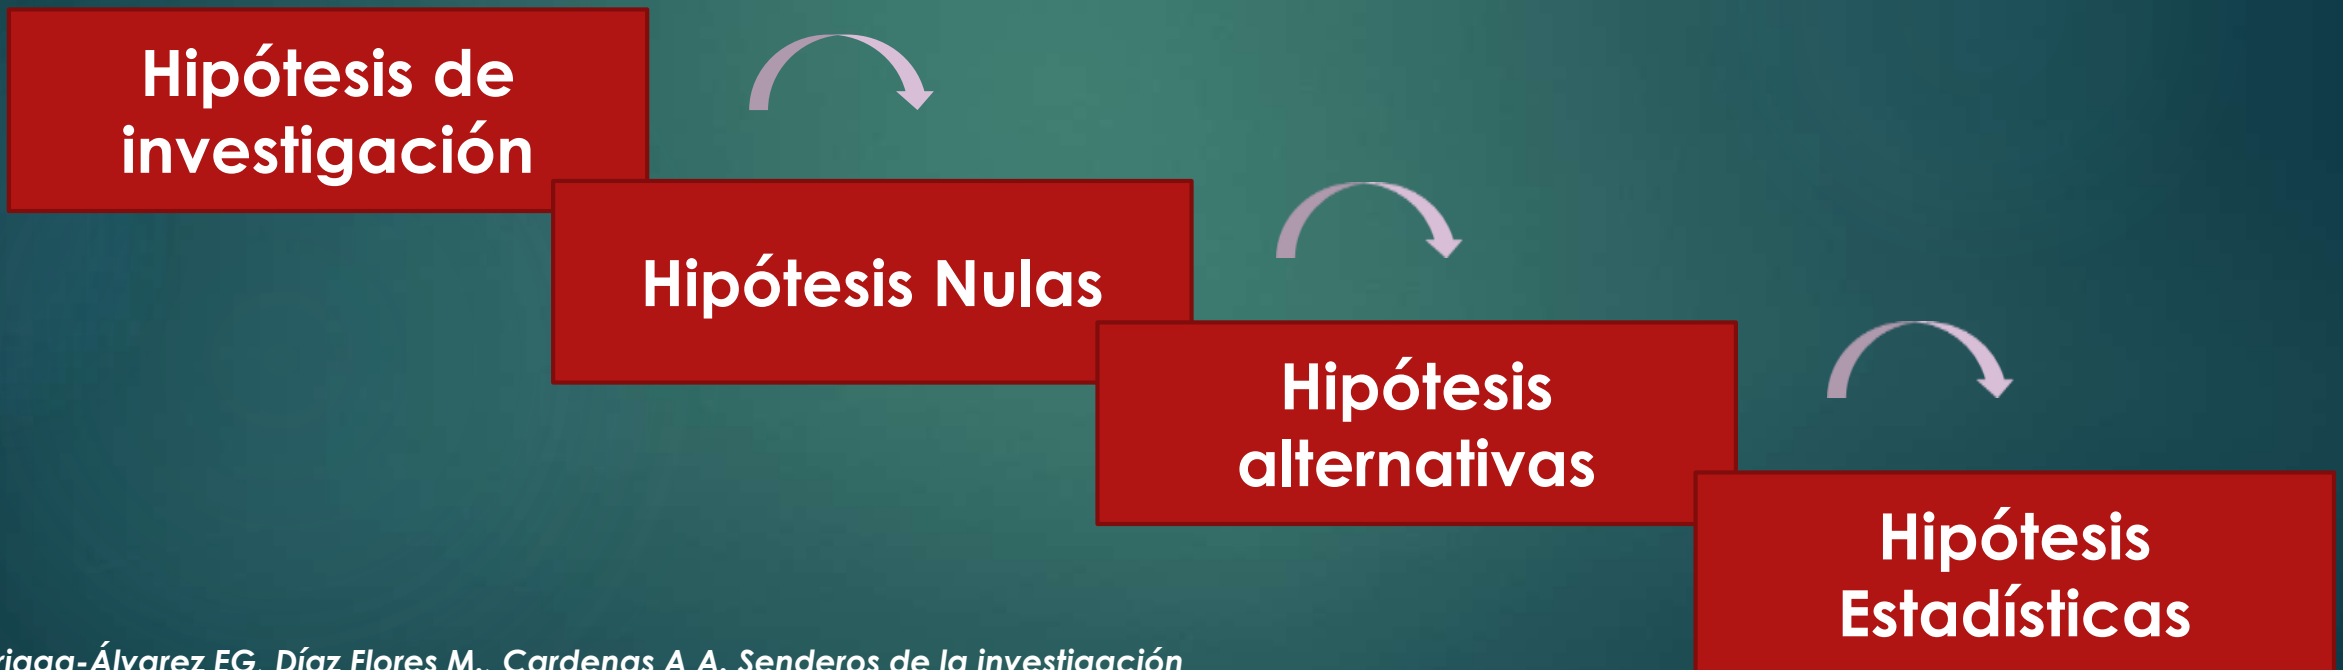 Hipótesis de
investigación
Hipótesis Nulas
Hipótesis
alternativas
Hipótesis
Estadísticas
Álvarez EG, Díaz Flores M., Cardenas A A. Senderos de la investigación